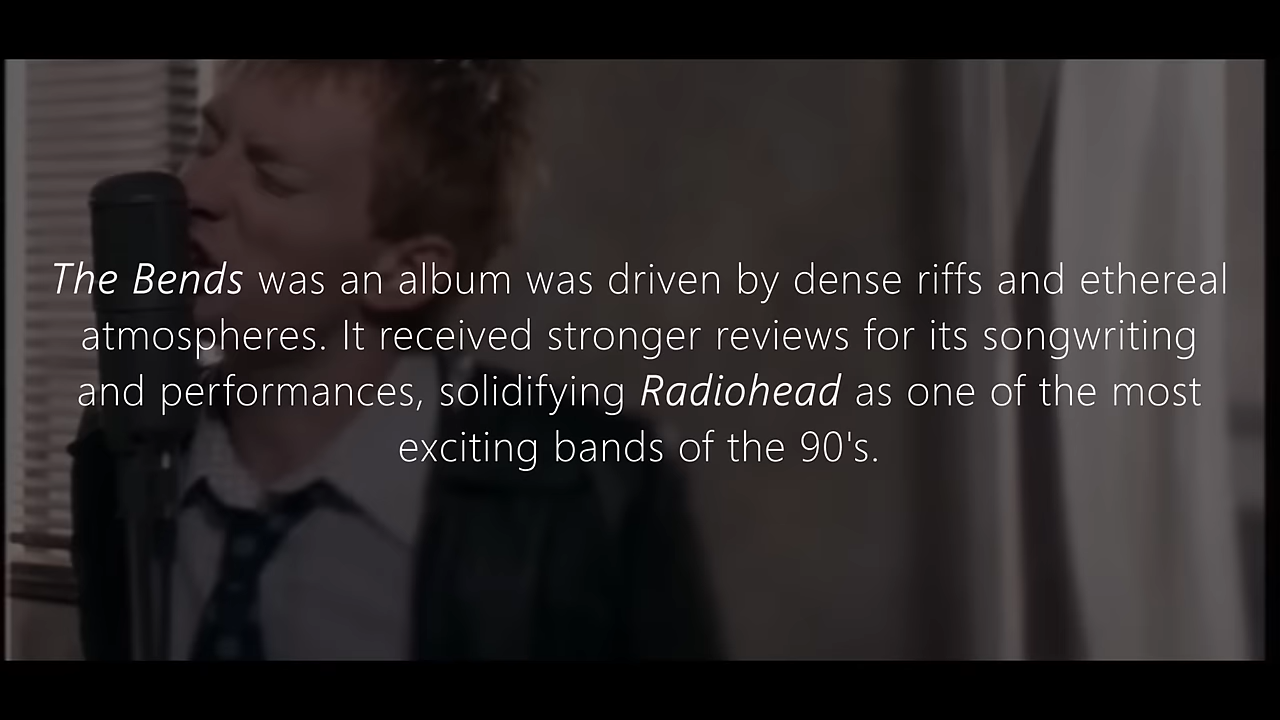 The Bends was an album was driven by dense riffs and ethereal
atmospheres. It received stronger reviews for its songwriting
and performances, solidifying Radiohead as one of the most
exciting bands of the 90's.